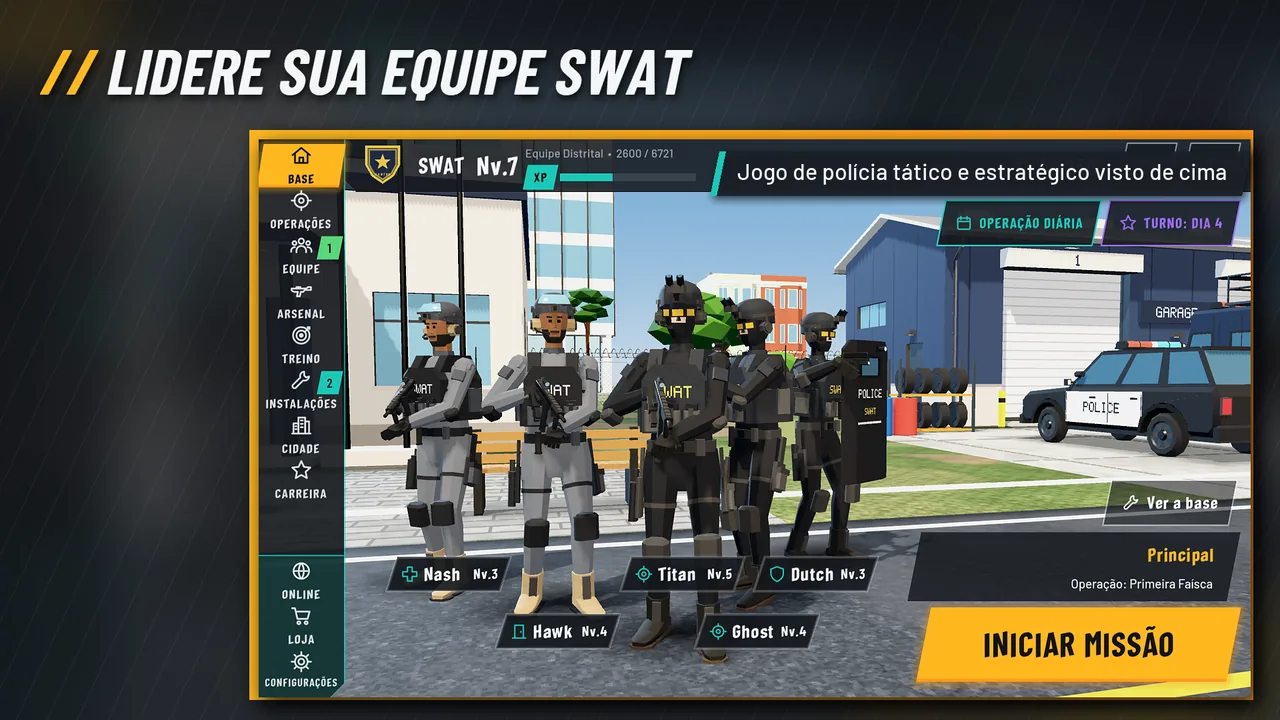 // LIDERE SUA EQUIPE SWAT
BASE
OPERAÇÕES
1
EQUIPE
ARSENAL
TREINO
2
INSTALAÇÕES
CIDADE
CARREIRA
ONLINE
LOJA
CONFIGURAÇÕES
SWAT Nv.7
Equipe Distrital • 2600 / 6721
XP
Jogo de polícia tático e estratégico visto de cima
OPERAÇÃO DIÁRIA
TURNO: DIA 4
1
GARAGE
POLICE
SWAT
WAT
WAT
SWA
POLICE
SWAT
Ver a base
Nash Nv.3
Titan Nv.5
Dutch Nv.3
Hawk Nv.4
Ghost Nv.4
Principal
Operação: Primeira Faísca
INICIAR MISSÃO